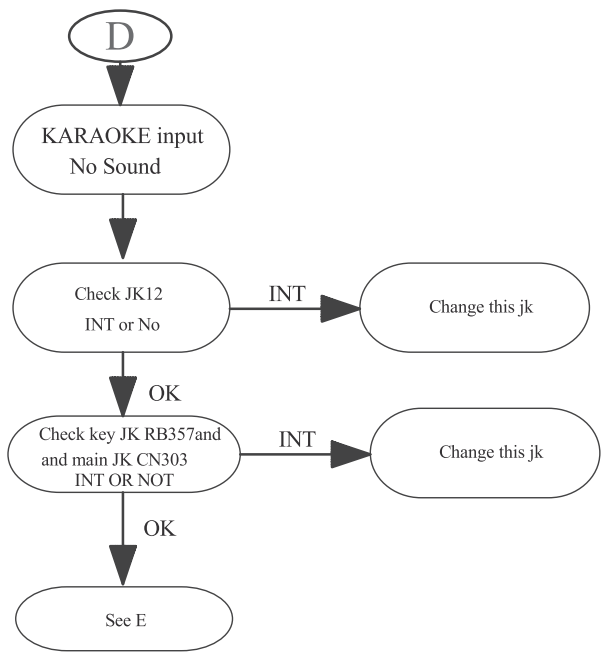 D
KARAOKE input
No Sound
Check JK12
INT or No
INT
Change this jk
OK
Check key JK RB357and
and main JK CN303
INT OR NOT
INT
Change this jk
OK
See E